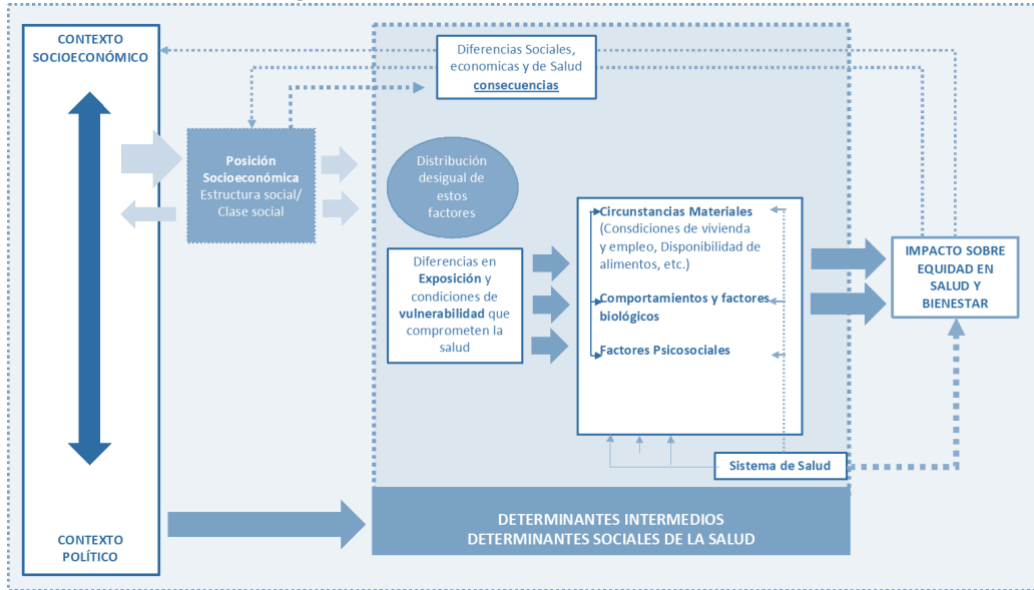 CONTEXTO
SOCIOECONÓMICO
Diferencias Sociales,
economicas y de Salud
consecuencias
Posición
Socioeconómica
Estructura social/
Clase social
Distribución
desigual de
estos
factores
Diferencias en
Exposición y
condiciones de
vulnerabilidad que
comprometen la
salud
Circunstancias Materiales
(Condsiciones de vivienda
y empleo, Disponibilidad de
alimentos, etc.)
Comportamientos y factores
biológicos
Factores Psicosociales
IMPACTO SOBRE
EQUIDAD EN
SALUD Y
BIENESTAR
Sistema de Salud
DETERMINANTES INTERMEDIOS
DETERMINANTES SOCIALES DE LA SALUD
CONTEXTO
POLÍTICO